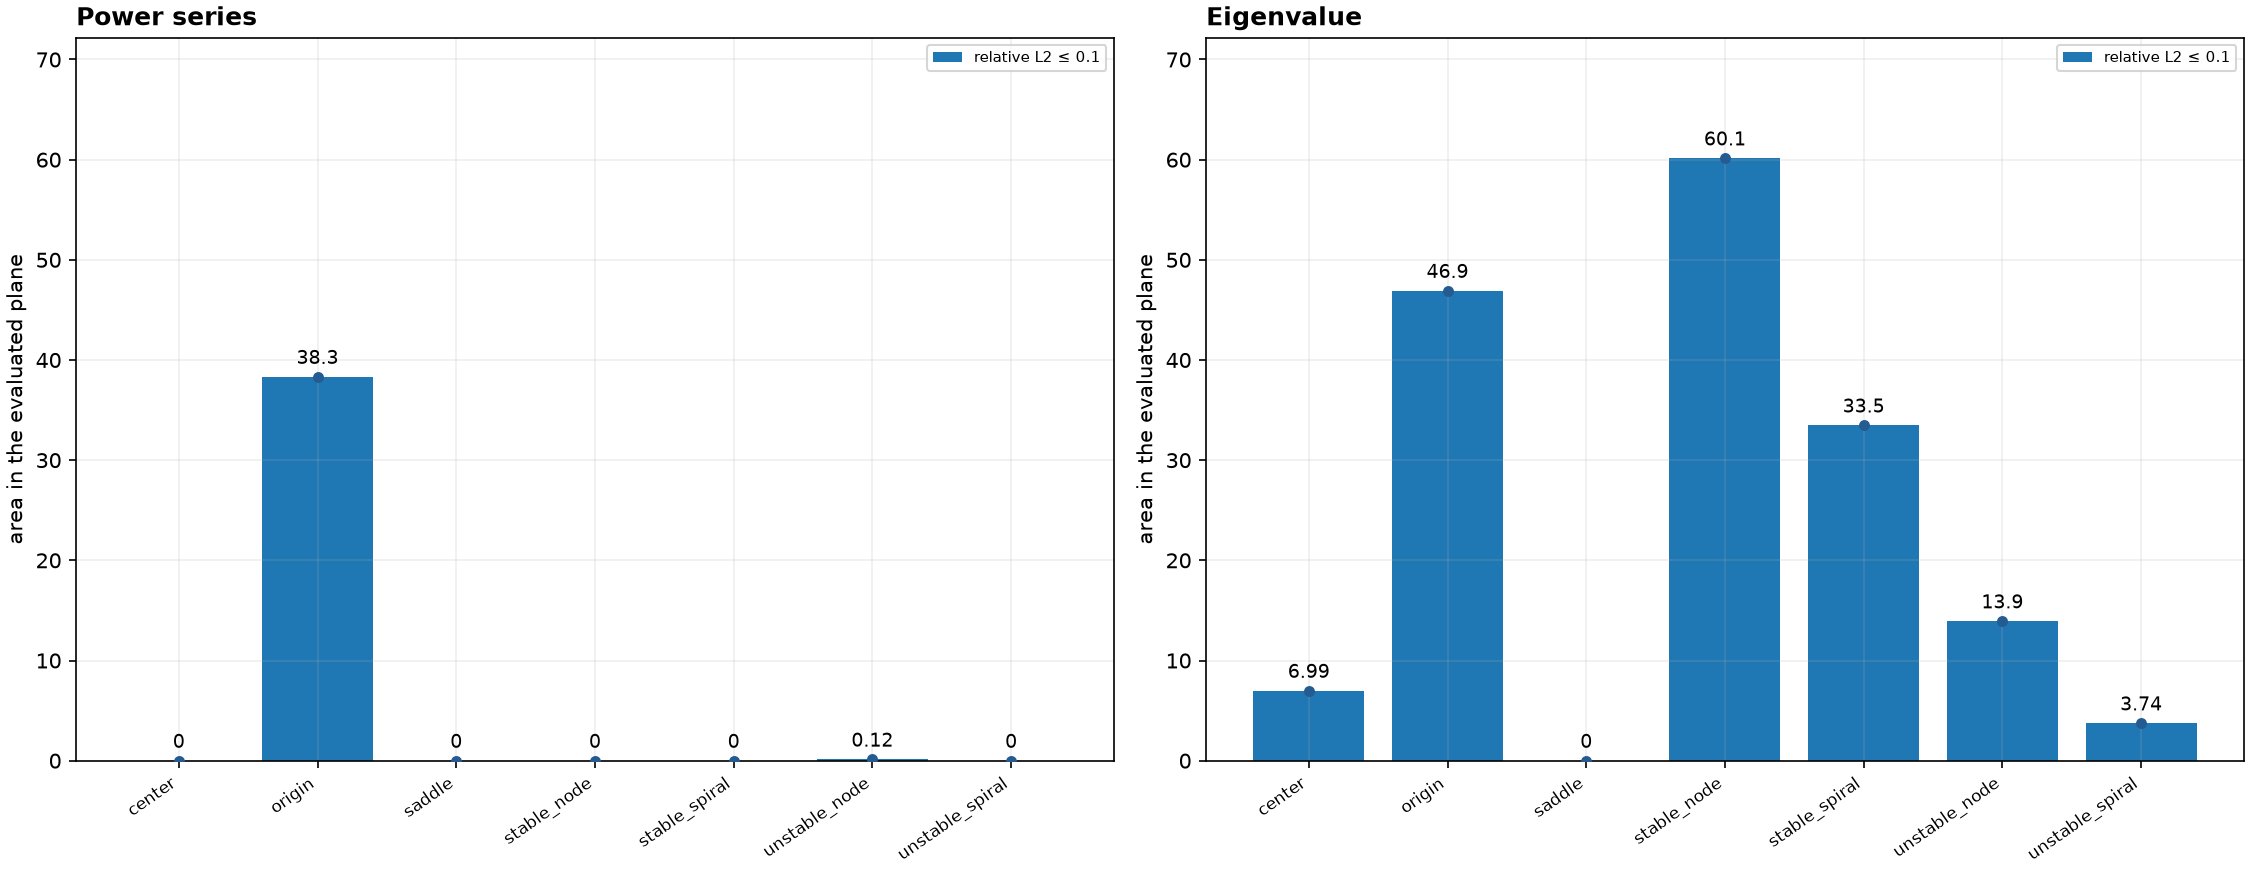 Power series
relative L2 ≤ 0.1
area in the evaluated plane
70
60
50
40
30
20
10
0
0
38.3
0
0
0
0.12
0
center
origin
saddle
stable_node
stable_spiral
unstable_node
unstable_spiral
Eigenvalue
relative L2 ≤ 0.1
area in the evaluated plane
70
60
50
40
30
20
10
0
6.99
46.9
0
60.1
33.5
13.9
3.74
center
origin
saddle
stable_node
stable_spiral
unstable_node
unstable_spiral